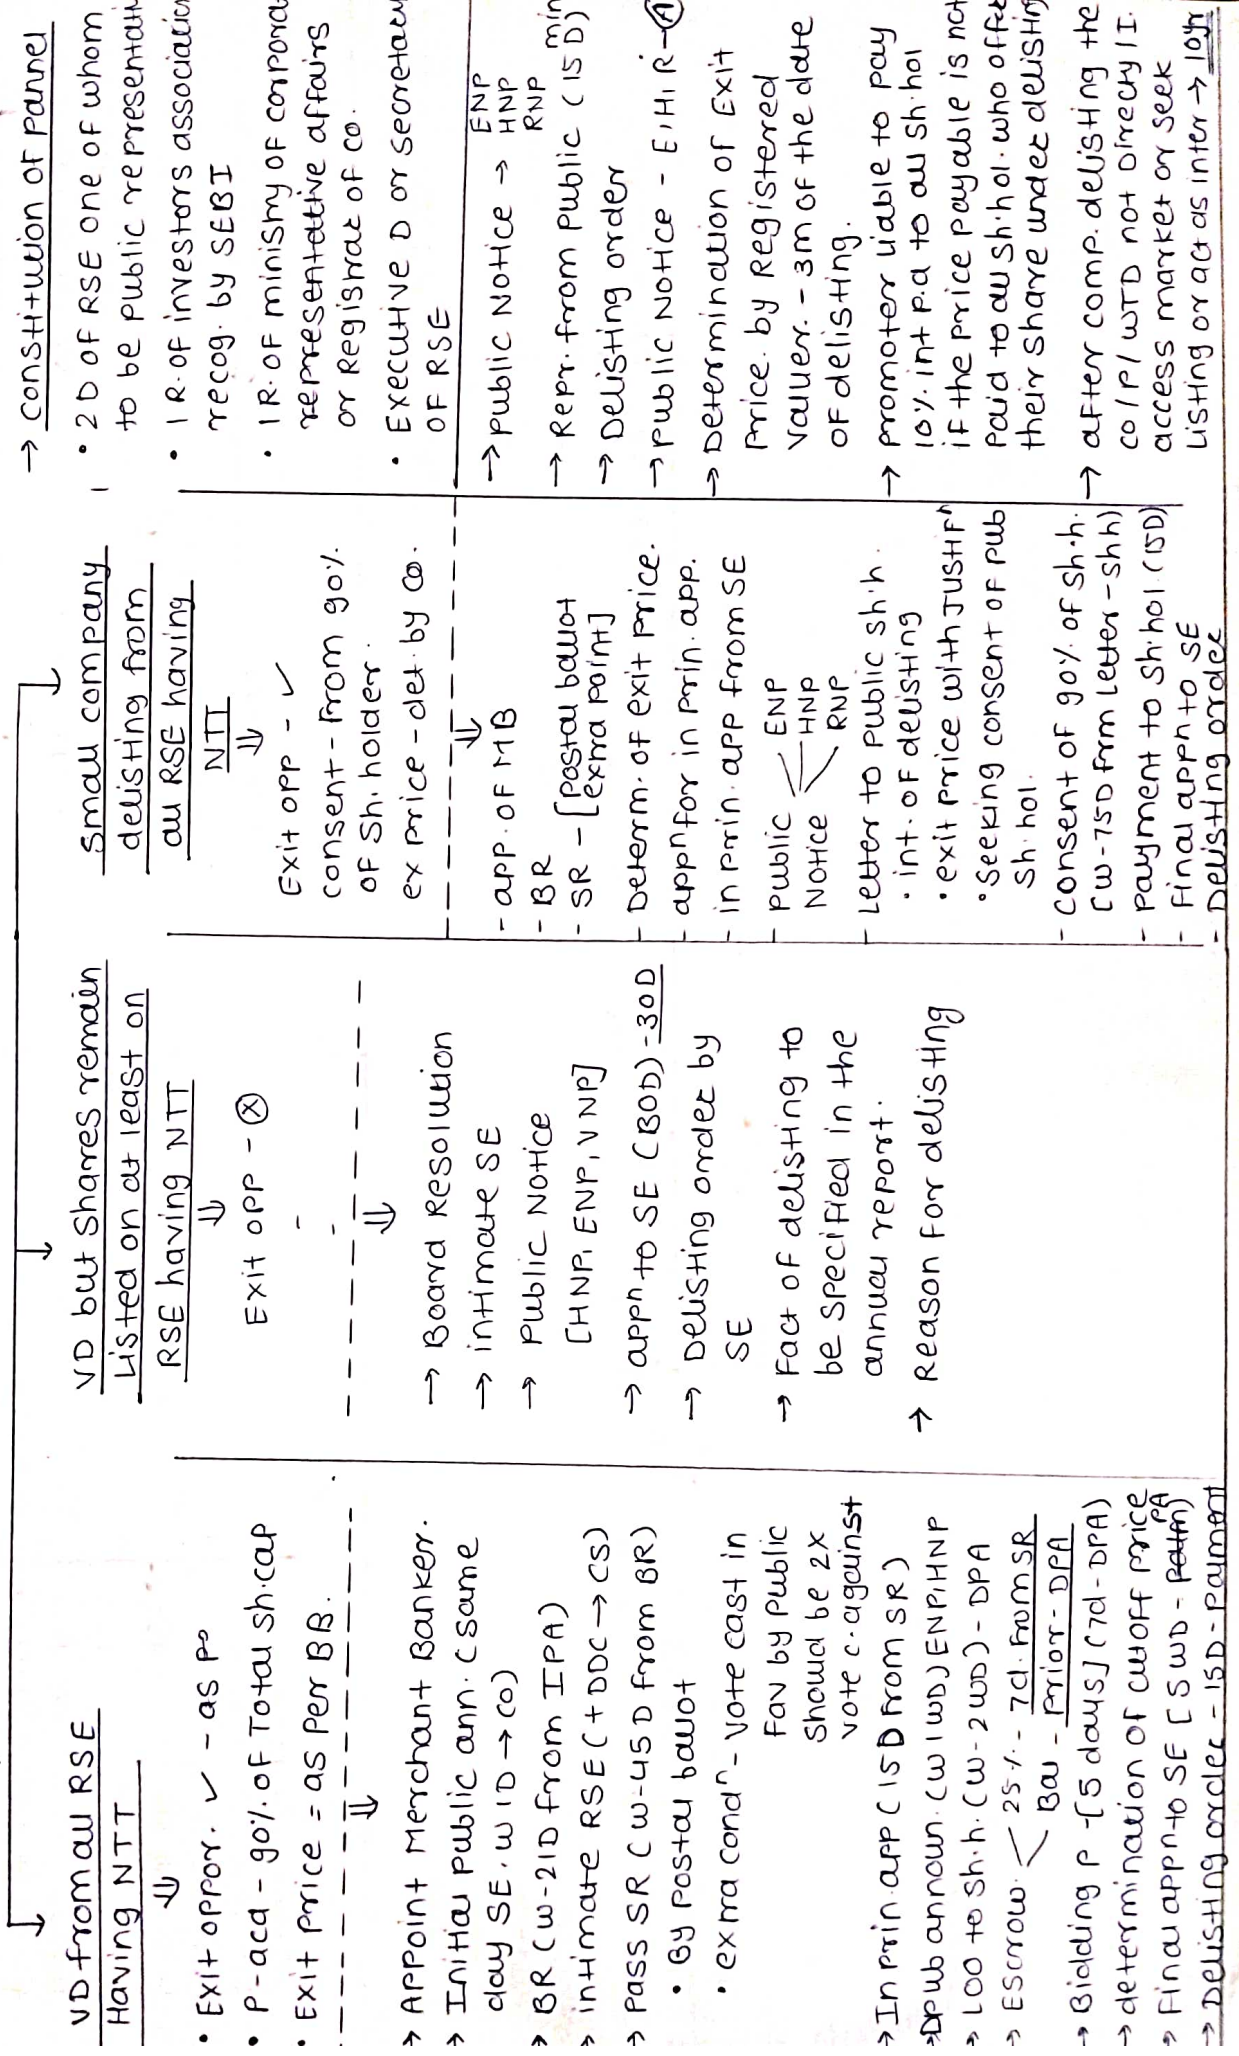 VD from all RSE
Having NTT
⇓
• Exit oppor. ✓ - as P
• P-acq - 90% of Total sh.cap
• Exit price = as per BB.
⇓
→ Appoint Merchant Banker.
→ Initial Public ann. (same
day SE. W 1D → CO)
→ BR (W-21D from IPA)
→ intimate RSE (+ DDC → CS)
→ Pass SR (W-45D from BR)
• By postal ballot
• extra condⁿ - vote cast in
fav by public
should be 2X
vote c. against
→ In prin. app (15D from SR)
→ D pub announ. (W 1WD) ENP, HNP
→ LOO to sh.h. (W-2WD) - DPA
→ Escrow < 25% - 7d. from SR
Bal - prior - DPA
→ Bidding P - [5 days] (7d - DPA)
→ determination of cutoff price
→ Final appⁿ to SE [5WD - PA)
→ Delisting order - 15D - payment
VD but shares remain
Listed on at least on
RSE having NTT
⇓
Exit opp - ⓧ
-
-
⇓
→ Board Resolution
→ intimate SE
→ Public Notice
[HNP, ENP, VNP]
→ appⁿ to SE (BOD) - 30D
→ Delisting order by
SE
→ Fact of delisting to
be specified in the
annual report.
→ Reason for delisting
Small company
delisting from
all RSE having
NTT
⇓
Exit opp - ✓
consent - from 90%
of sh. holder.
ex price - det. by co.
⇓
- app. of MB
- BR
- SR - [postal ballot
extra point]
- Determ. of exit price.
- appⁿ for in prin. app.
- in prin. app from SE
- Public Notice < ENP
HNP
RNP
- Letter to public sh.h.
• int. of delisting
• exit price with justifⁿ
• seeking consent of pub
sh. hol.
- consent of 90% of sh.h.
(W-75D frm letter - shh)
- payment to sh.hol. (15D)
- Final appⁿ to SE
- Delisting order
→ constitution of pannel
• 2D of RSE one of whom
to be public representati
• 1R. of investors association
recog. by SEBI
• 1R. of ministry of corpora
representative affairs
or Registrar of co.
• Executive D or secretary
of RSE
→ Public Notice → ENP
HNP
RNP
→ Repr. from public (15D) min
→ Delisting order
→ Public Notice - E, H, R - Ⓐ
→ Determination of Exit
price. by Registered
valuer. - 3m of the date
of delisting.
→ promoter liable to pay
10% int p.a to all sh.hol
if the price payable is not
paid to all sh.hol. who offe
their share under delisting
→ after comp. delisting the
co/P/WTD not directly/I.
access market or seek
listing or act as inter → 10yr